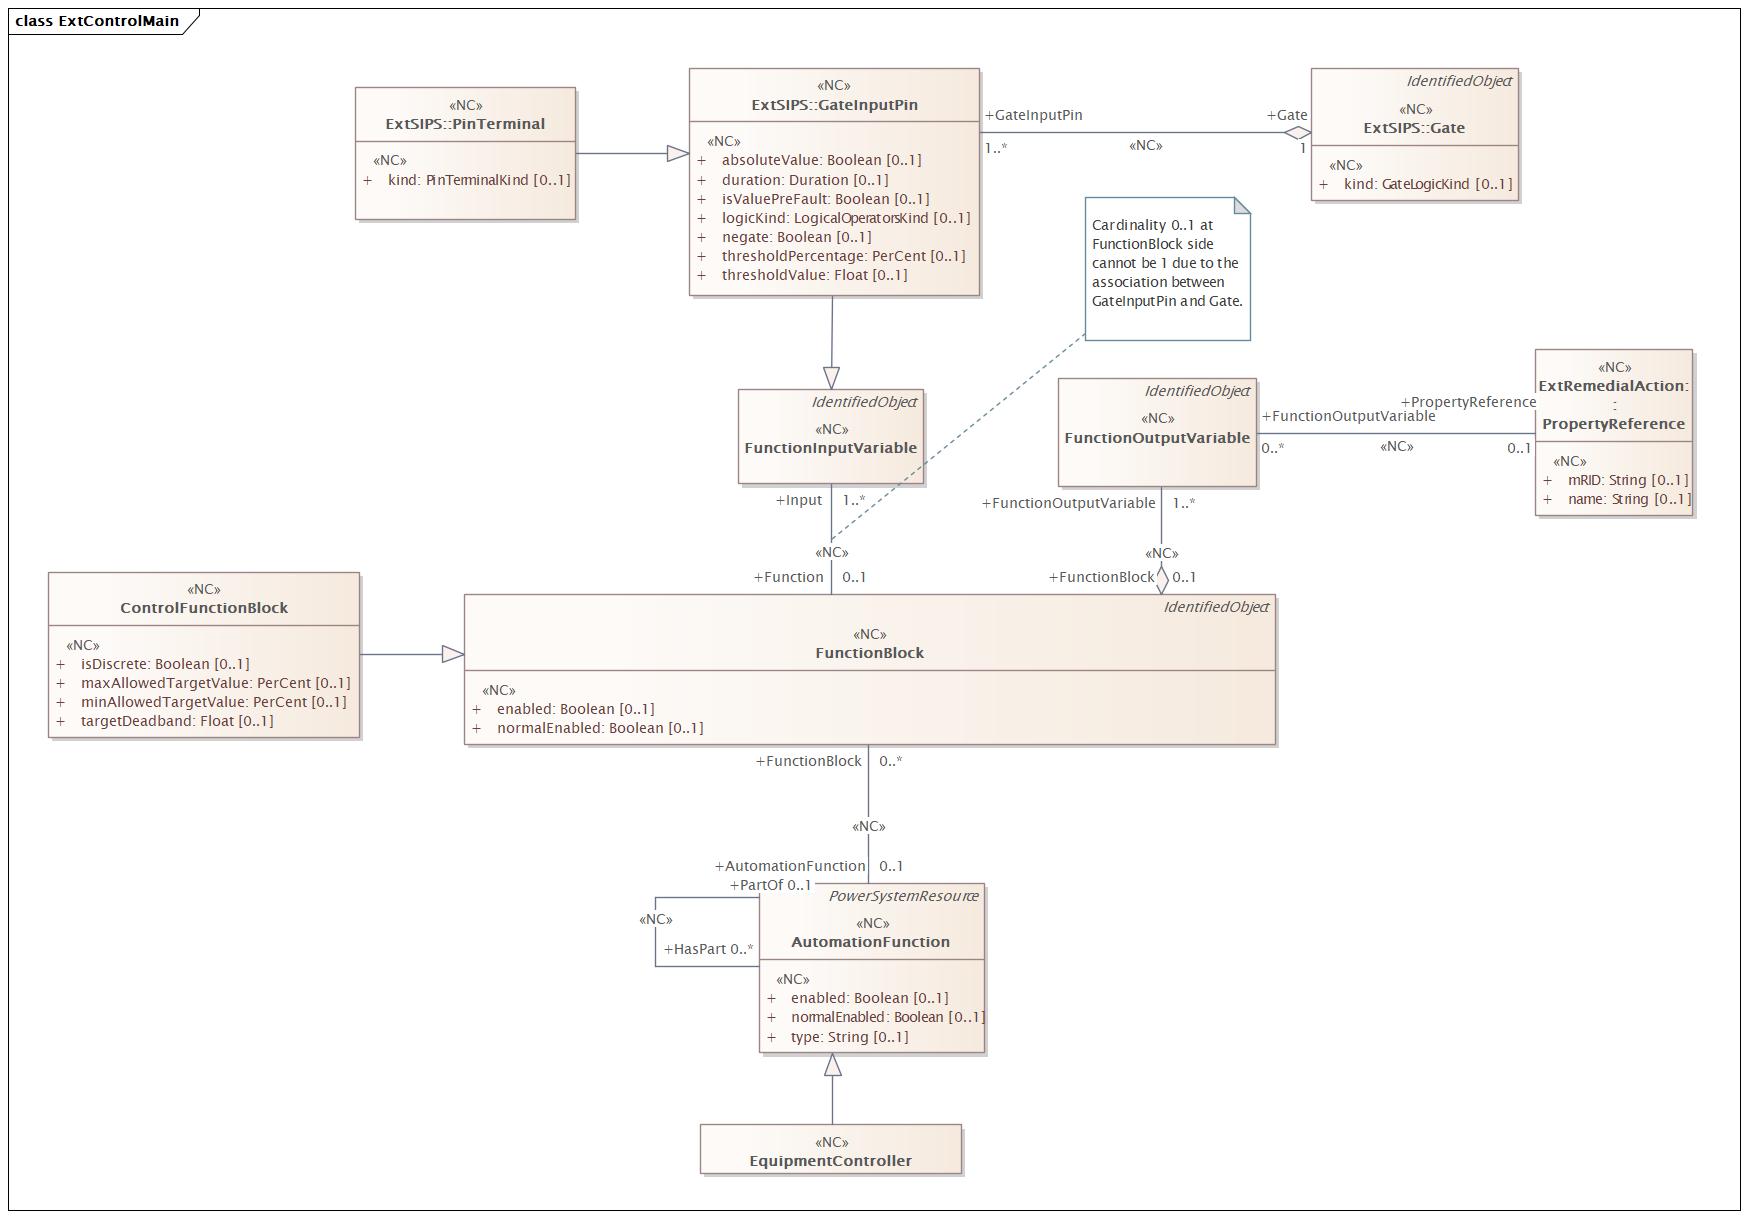 class ExtControlMain
«NC»
ExtSIPS::PinTerminal
«NC»
+ kind: PinTerminalKind [0..1]
«NC»
ExtSIPS::GateInputPin
«NC»
+ absoluteValue: Boolean [0..1]
+ duration: Duration [0..1]
+ isValuePreFault: Boolean [0..1]
+ logicKind: LogicalOperatorsKind [0..1]
+ negate: Boolean [0..1]
+ thresholdPercentage: PerCent [0..1]
+ thresholdValue: Float [0..1]
+GateInputPin
1..*
«NC»
+Gate
1
IdentifiedObject
«NC»
ExtSIPS::Gate
«NC»
+ kind: GateLogicKind [0..1]
Cardinality 0..1 at
FunctionBlock side
cannot be 1 due to the
association between
GateInputPin and Gate.
IdentifiedObject
«NC»
FunctionInputVariable
IdentifiedObject
«NC»
FunctionOutputVariable
+PropertyReference
+FunctionOutputVariable
0..*
«NC»
0..1
«NC»
ExtRemedialAction:
:
PropertyReference
«NC»
+ mRID: String [0..1]
+ name: String [0..1]
+Input 1..*
«NC»
+Function 0..1
+FunctionOutputVariable 1..*
«NC»
+FunctionBlock 0..1
«NC»
ControlFunctionBlock
«NC»
+ isDiscrete: Boolean [0..1]
+ maxAllowedTargetValue: PerCent [0..1]
+ minAllowedTargetValue: PerCent [0..1]
+ targetDeadband: Float [0..1]
IdentifiedObject
«NC»
FunctionBlock
«NC»
+ enabled: Boolean [0..1]
+ normalEnabled: Boolean [0..1]
+FunctionBlock 0..*
«NC»
+AutomationFunction 0..1
+PartOf 0..1
«NC»
+HasPart 0..*
PowerSystemResource
«NC»
AutomationFunction
«NC»
+ enabled: Boolean [0..1]
+ normalEnabled: Boolean [0..1]
+ type: String [0..1]
«NC»
EquipmentController